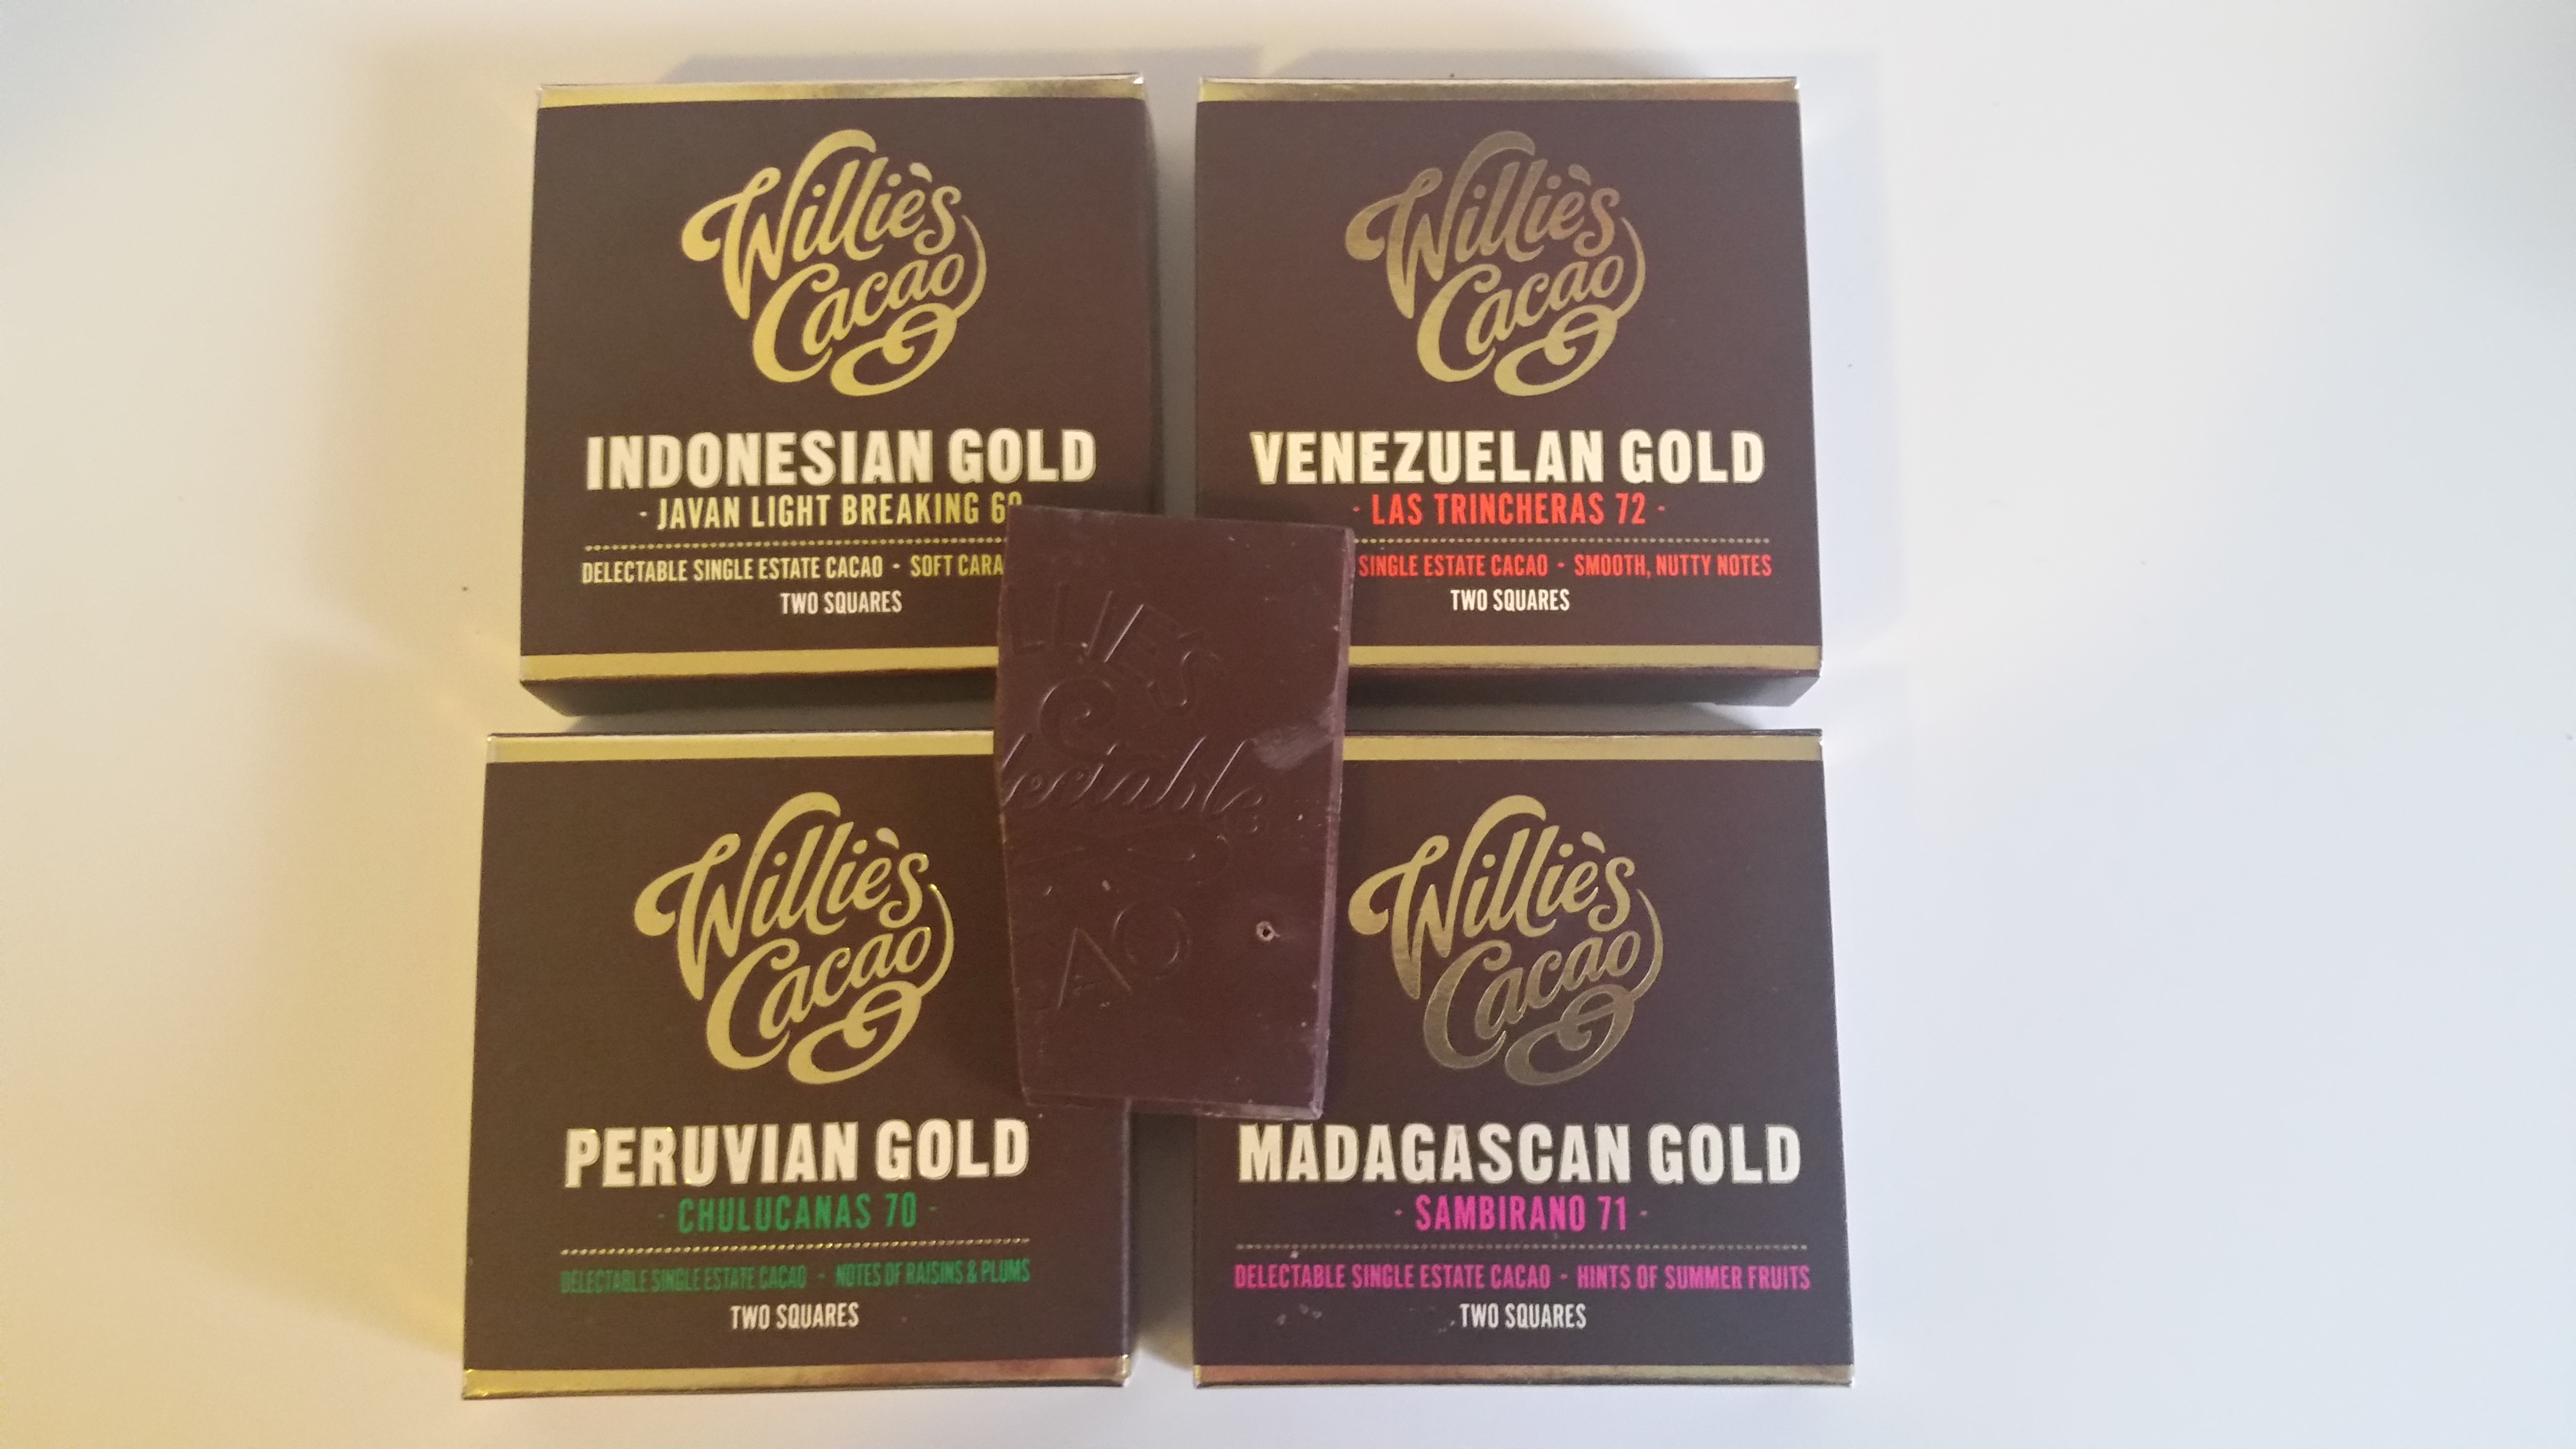 Willie's
Cacao
INDONESIAN GOLD
- JAVAN LIGHT BREAKING
DELECTABLE SINGLE ESTATE CACAO - SOFT
TWO SQUARES
Willie's
Cacao
VENEZUELAN GOLD
- LAS TRINCHERAS 72 -
SINGLE ESTATE CACAO - SMOOTH, NUTTY NOTES
TWO SQUARES
Willie's
Cacao
PERUVIAN GOLD
- CHULUCANAS 70 -
DELECTABLE SINGLE ESTATE CACAO - NOTES OF RAISINS & PLUMS
TWO SQUARES
Willie's
Cacao
MADAGASCAN GOLD
- SAMBIRANO 71 -
DELECTABLE SINGLE ESTATE CACAO - HINTS OF SUMMER FRUITS
TWO SQUARES